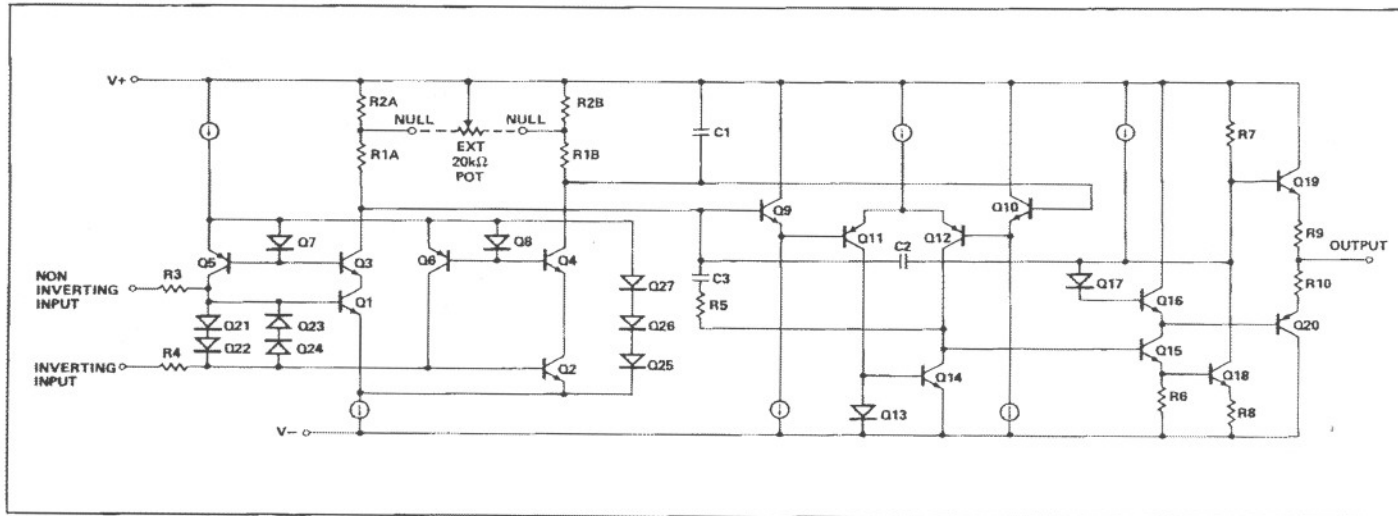 V+
R2A
R2B
NULL
NULL
EXT
20kΩ
POT
R1A
R1B
C1
R7
Q19
Q9
Q10
Q11
Q12
C2
R9
OUTPUT
Q7
Q8
Q5
Q3
Q6
Q4
NON
INVERTING
INPUT
R3
Q1
Q27
C3
R5
Q17
Q16
R10
Q20
Q21
Q23
Q26
Q22
Q24
Q25
Q15
INVERTING
INPUT
R4
Q2
Q14
Q18
Q13
R6
R8
V-